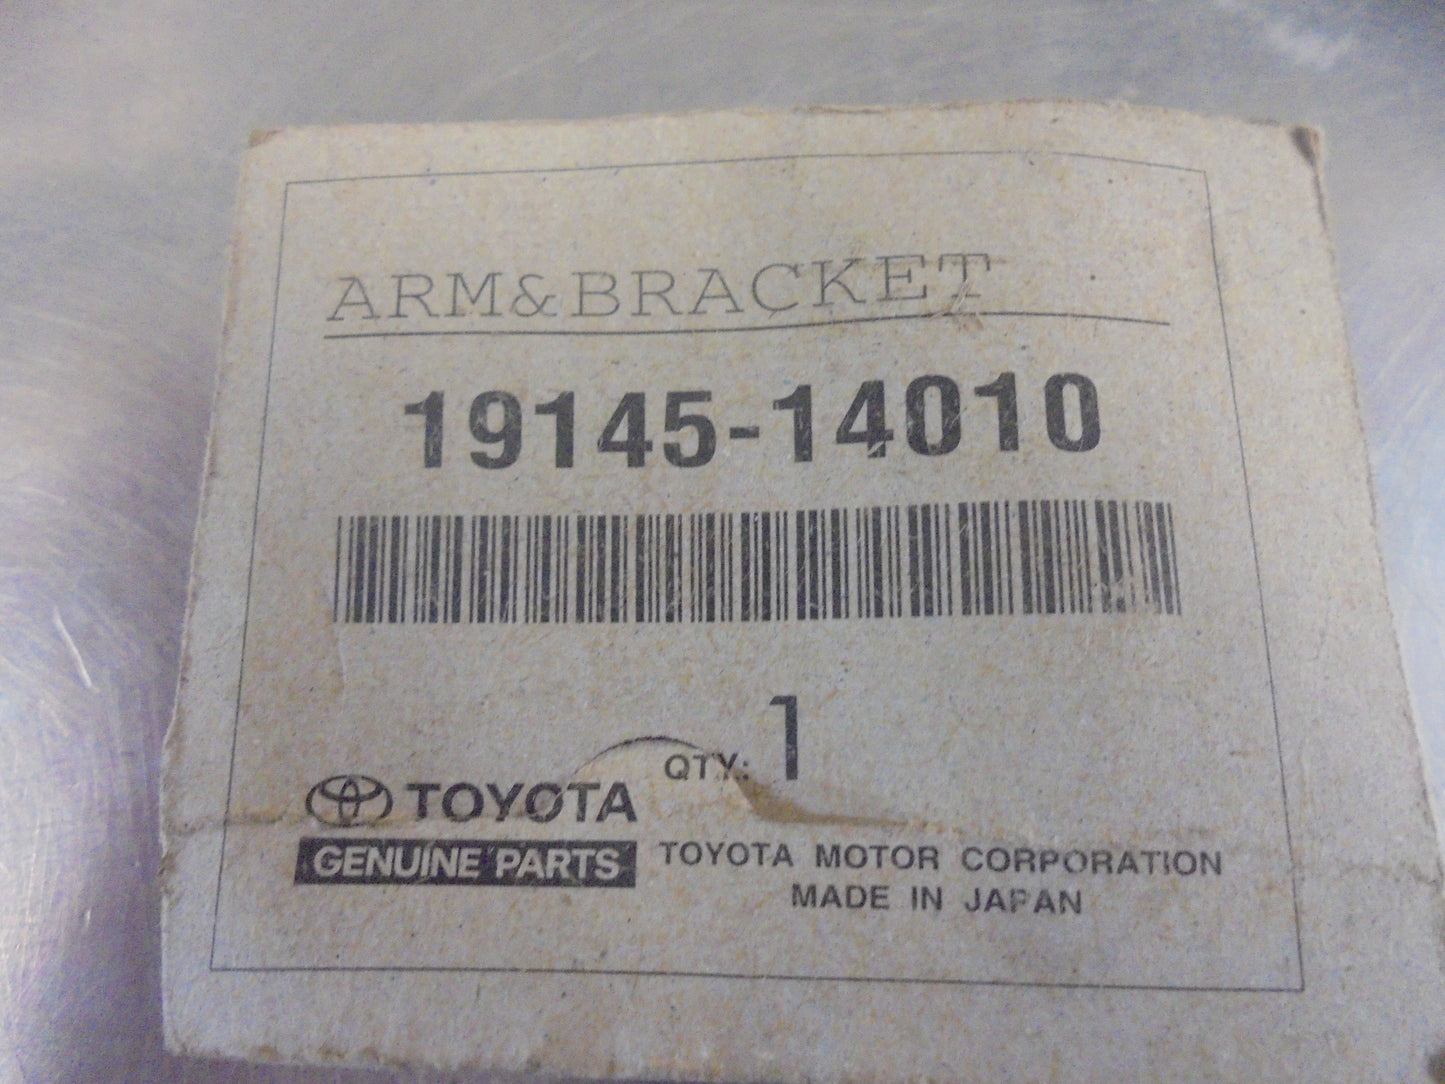 ARM&BRACKET
19145-14010
QTY.: 1
TOYOTA
GENUINE PARTS
TOYOTA MOTOR CORPORATION
MADE IN JAPAN